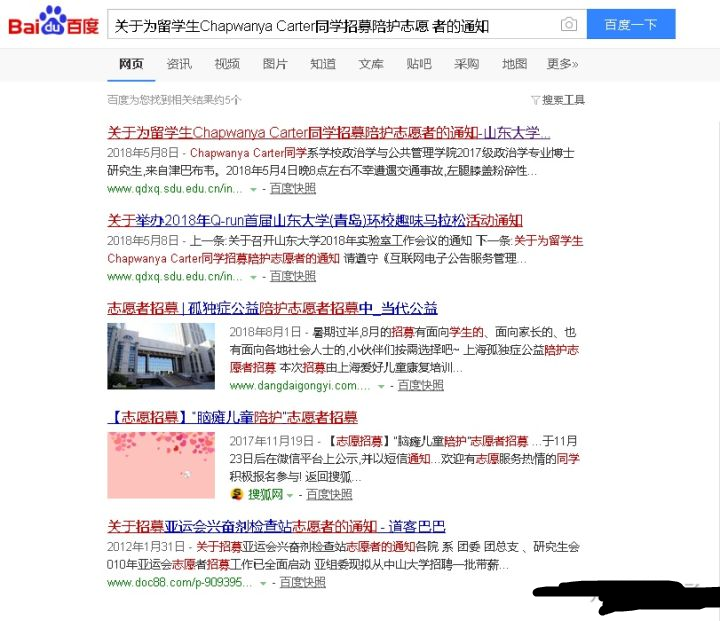 Bai du 百度
关于为留学生Chapwanya Carter同学招募陪护志愿 者的通知
百度一下
网页 资讯 视频 图片 知道 文库 贴吧 采购 地图 更多»
百度为您找到相关结果约5个
搜索工具
关于为留学生Chapwanya Carter同学招募陪护志愿者的通知-山东大学...
2018年5月8日 - Chapwanya Carter同学系学校政治学与公共管理学院2017级政治学专业博士
研究生,来自津巴布韦。2018年5月4日晚8点左右不幸遭遇交通事故,左腿膝盖粉碎性...
www.qdxq.sdu.edu.cn/in... - 百度快照
关于举办2018年Q-run首届山东大学(青岛)环校趣味马拉松活动通知
2018年5月8日 - 上一条:关于召开山东大学2018年实验室工作会议的通知 下一条:关于为留学生
Chapwanya Carter同学招募陪护志愿者的通知 请遵守《互联网电子公告服务管理...
www.qdxq.sdu.edu.cn/in... - 百度快照
志愿者招募 | 孤独症公益陪护志愿者招募中_当代公益
2018年8月1日 - 暑期过半,8月的招募有面向学生的、面向家长的、也
有面向各地社会人士的,小伙伴们按需选择吧~ 上海孤独症公益陪护志
愿者招募 本次招募由上海爱好儿童康复培训...
www.dangdaigongyi.com.... - 百度快照
【志愿招募】"脑瘫儿童陪护"志愿者招募
2017年11月19日 - 【志愿招募】"脑瘫儿童陪护"志愿者招募 ...于11月
23日后在微信平台上公示,并以短信通知...欢迎有志愿服务热情的同学
积极报名参与! 返回搜狐...
搜狐网 - 百度快照
关于招募亚运会兴奋剂检查站志愿者的通知 - 道客巴巴
2012年1月31日 - 关于招募亚运会兴奋剂检查站志愿者的通知各院 系 团委 团总支 、研究生会
010年亚运会志愿者招募工作已全面启动 亚组委现拟从中山大学招聘一批带薪...
www.doc88.com/p-909395... - 百度快照